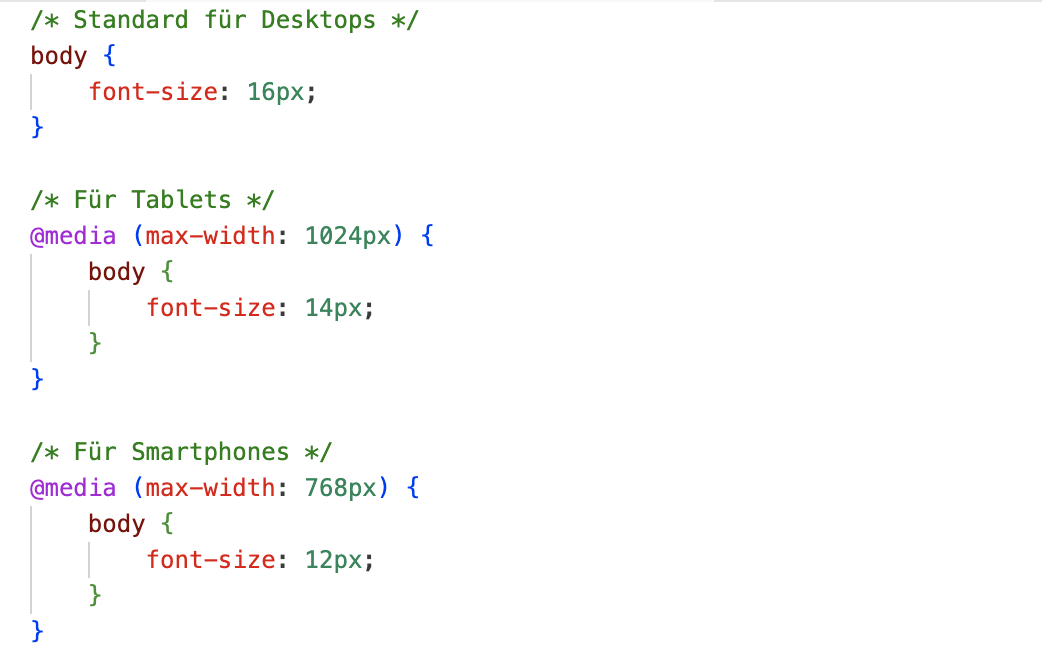 /* Standard für Desktops */
body {
    font-size: 16px;
}

/* Für Tablets */
@media (max-width: 1024px) {
    body {
        font-size: 14px;
    }
}

/* Für Smartphones */
@media (max-width: 768px) {
    body {
        font-size: 12px;
    }
}